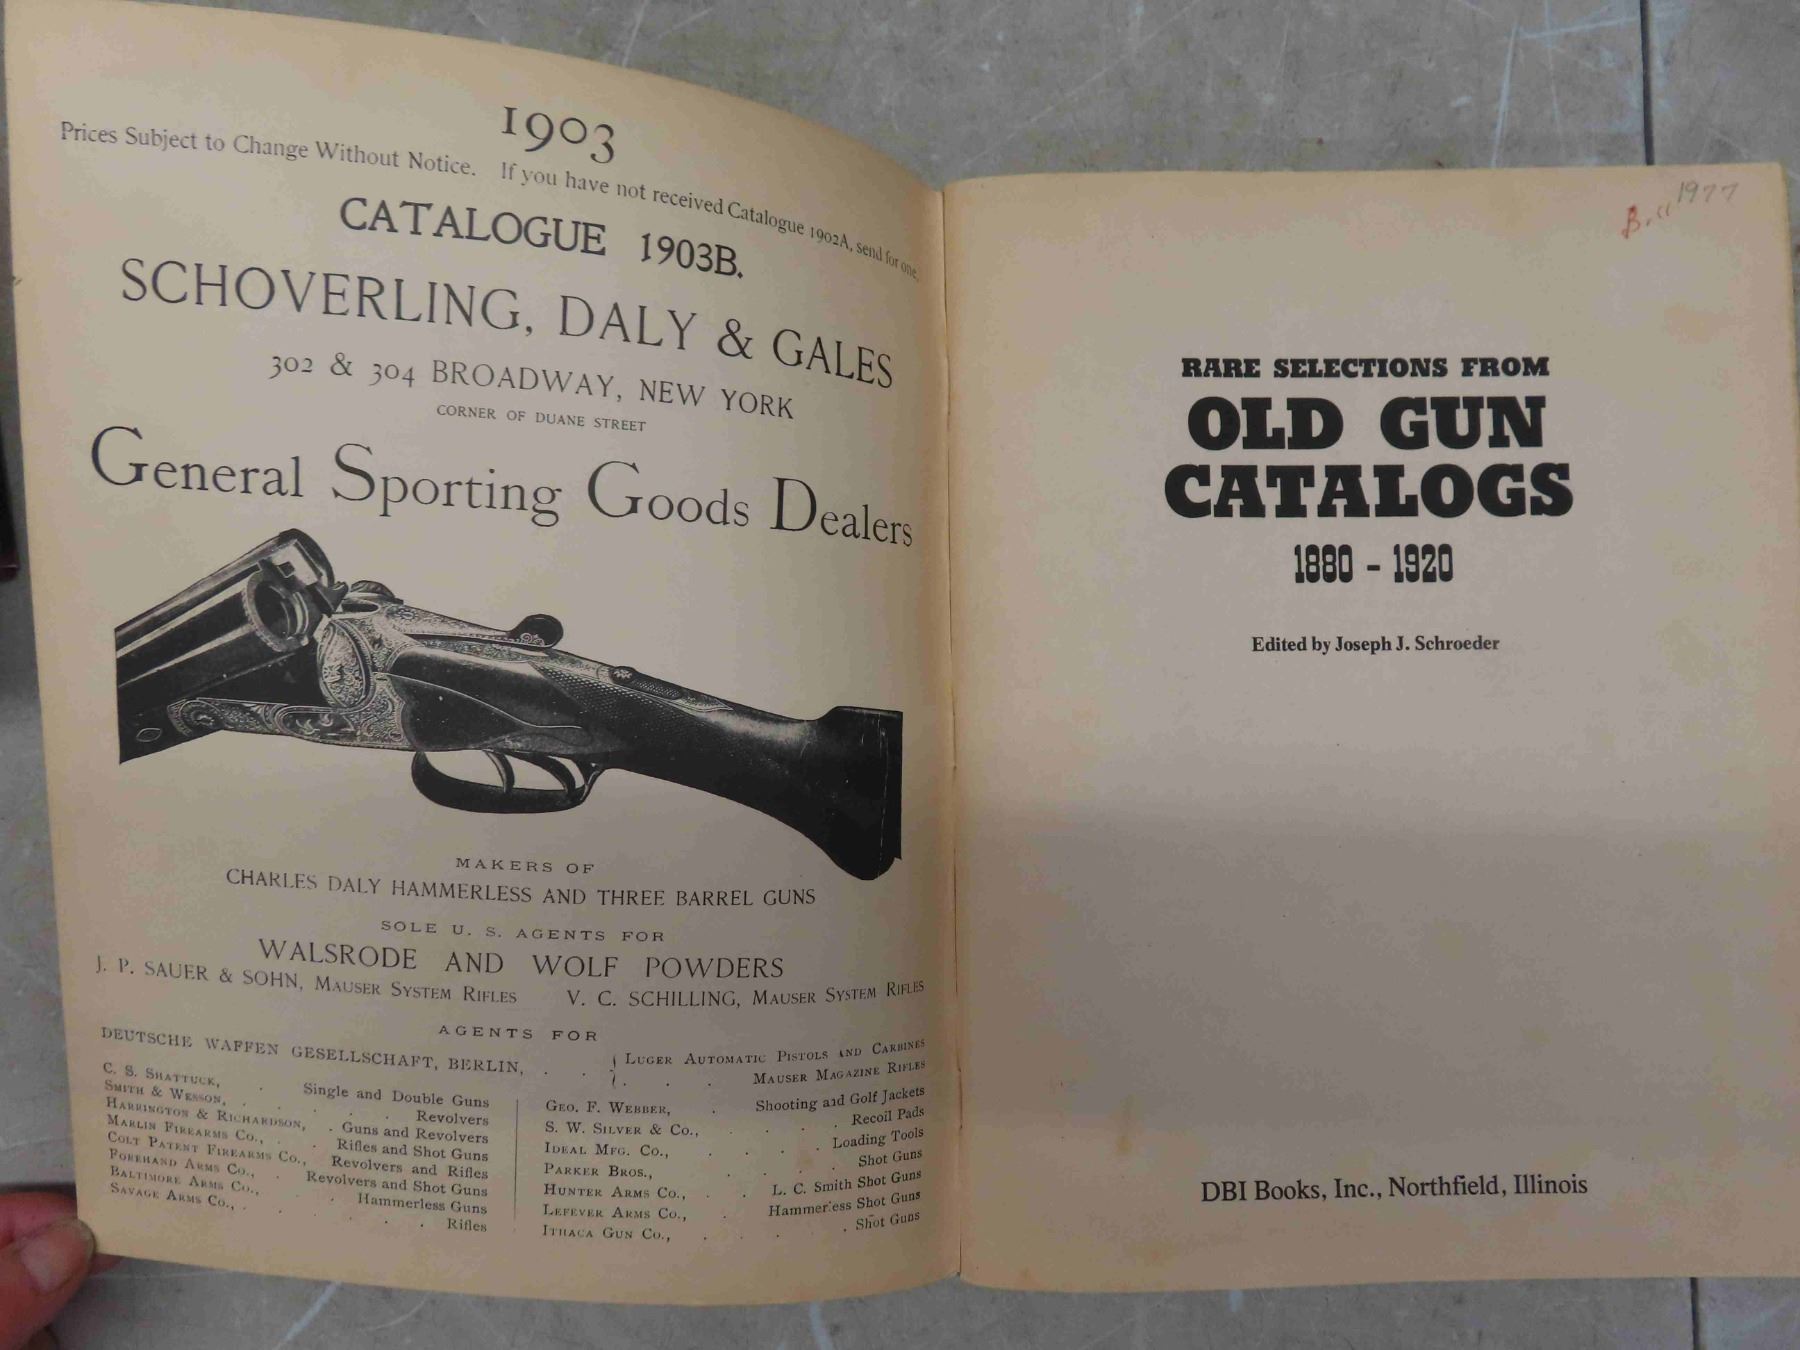 1903
Prices Subject to Change Without Notice. If you have not received Catalogue 1902A, send for one.
CATALOGUE 1903B.
SCHOVERLING, DALY & GALES
302 & 304 BROADWAY, NEW YORK
CORNER OF DUANE STREET
General Sporting Goods Dealers
MAKERS OF
CHARLES DALY HAMMERLESS AND THREE BARREL GUNS
SOLE U. S. AGENTS FOR
WALSRODE AND WOLF POWDERS
J. P. SAUER & SOHN, MAUSER SYSTEM RIFLES V. C. SCHILLING, MAUSER SYSTEM RIFLES
AGENTS FOR
DEUTSCHE WAFFEN GESELLSCHAFT, BERLIN, . . { LUGER AUTOMATIC PISTOLS AND CARBINES
. . . MAUSER MAGAZINE RIFLES
C. S. SHATTUCK, . Single and Double Guns
SMITH & WESSON, . . . . . Revolvers
HARRINGTON & RICHARDSON, . Guns and Revolvers
MARLIN FIREARMS CO., . . Rifles and Shot Guns
COLT PATENT FIREARMS CO., Revolvers and Rifles
FOREHAND ARMS CO., . Revolvers and Shot Guns
BALTIMORE ARMS CO., . . Hammerless Guns
SAVAGE ARMS CO., . . . . . Rifles
GEO. F. WEBBER, . Shooting and Golf Jackets
S. W. SILVER & CO., . . . . Recoil Pads
IDEAL MFG. CO., . . . . Loading Tools
PARKER BROS., . . . . Shot Guns
HUNTER ARMS CO., . . L. C. Smith Shot Guns
LEFEVER ARMS CO., . Hammerless Shot Guns
ITHACA GUN CO., . . . . . Shot Guns
Bill 1977
RARE SELECTIONS FROM
OLD GUN
CATALOGS
1880 - 1920
Edited by Joseph J. Schroeder
DBI Books, Inc., Northfield, Illinois